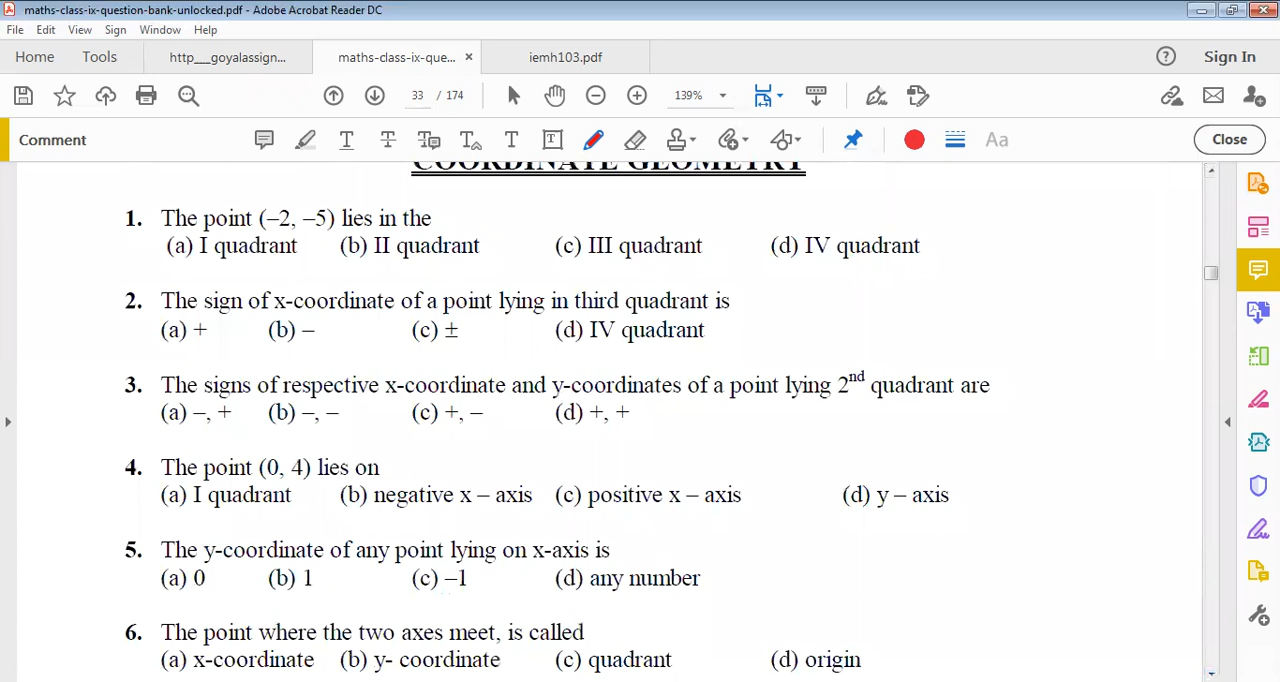 maths-class-ix-question-bank-unlocked.pdf - Adobe Acrobat Reader DC
File Edit View Sign Window Help
Home Tools http___goyalassign... maths-class-ix-que... × iemh103.pdf ? Sign In
33 / 174 139%
Comment T T T T T T Aa Close
COORDINATE GEOMETRY
1. The point (–2, –5) lies in the
(a) I quadrant (b) II quadrant (c) III quadrant (d) IV quadrant
2. The sign of x-coordinate of a point lying in third quadrant is
(a) + (b) – (c) ± (d) IV quadrant
3. The signs of respective x-coordinate and y-coordinates of a point lying 2nd quadrant are
(a) –, + (b) –, – (c) +, – (d) +, +
4. The point (0, 4) lies on
(a) I quadrant (b) negative x – axis (c) positive x – axis (d) y – axis
5. The y-coordinate of any point lying on x-axis is
(a) 0 (b) 1 (c) –1 (d) any number
6. The point where the two axes meet, is called
(a) x-coordinate (b) y- coordinate (c) quadrant (d) origin